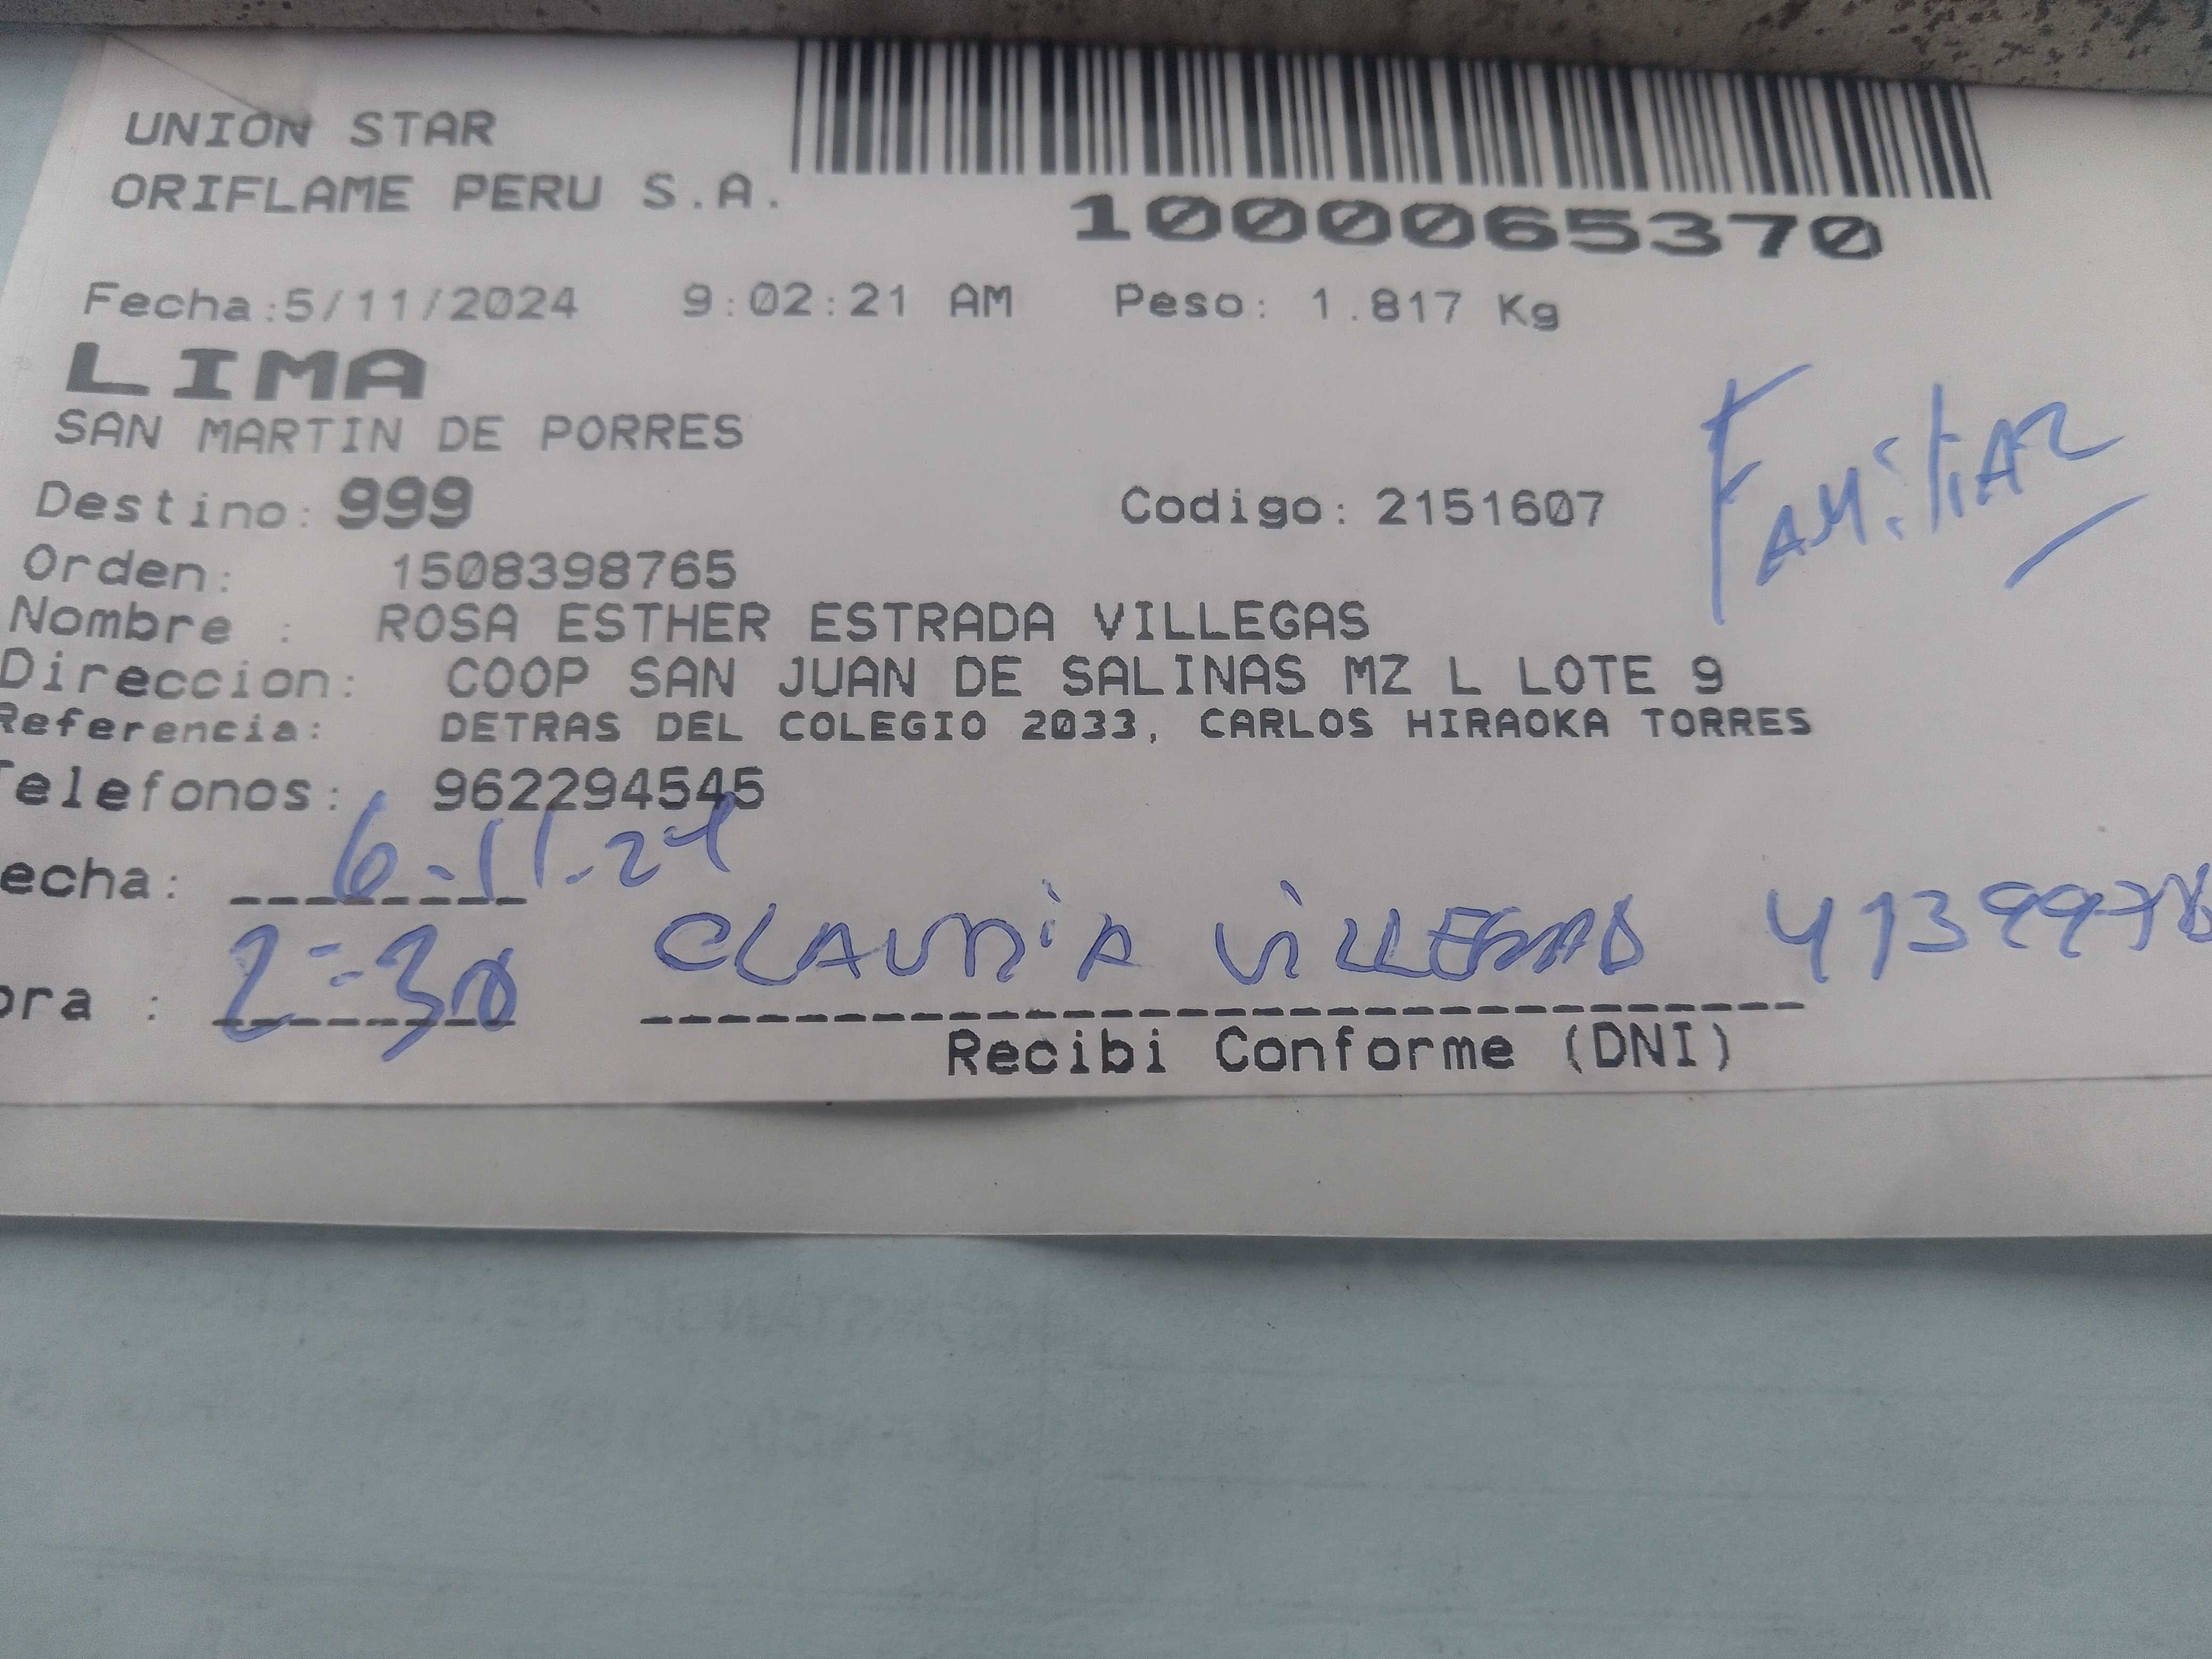 UNION STAR
ORIFLAME PERU S.A.
1000065370
Fecha:5/11/2024 9:02:21 AM Peso: 1.817 Kg
LIMA
SAN MARTIN DE PORRES
FAMiliAR
Destino: 999 Codigo: 2151607
Orden: 1508398765
Nombre : ROSA ESTHER ESTRADA VILLEGAS
Direccion: COOP SAN JUAN DE SALINAS MZ L LOTE 9
Referencia: DETRAS DEL COLEGIO 2033, CARLOS HIRAOKA TORRES
Telefonos: 962294545
echa: 6-11-24
ora : 2:30 CLAUDiA ViLLEGAS
Recibi Conforme (DNI)